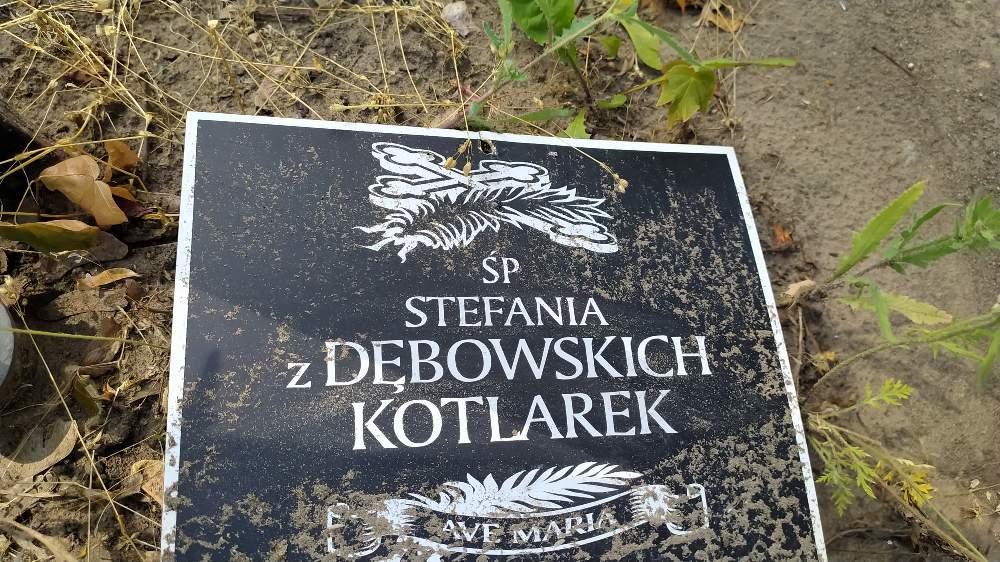 ŚP
STEFANIA
z DĘBOWSKICH
KOTLAREK
AVE MARIA